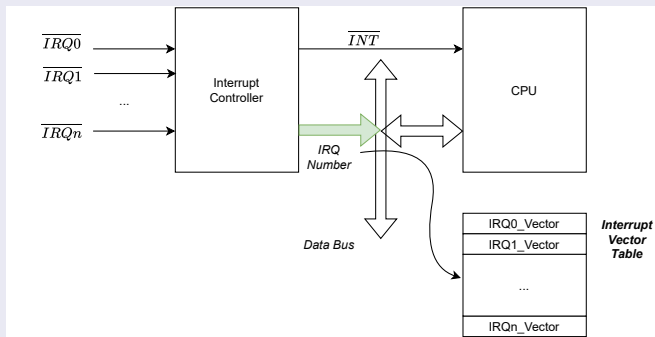 IRQ0
IRQ1
...
IRQn
Interrupt
Controller
INT
IRQ
Number
Data Bus
CPU
IRQ0_Vector
IRQ1_Vector
...
IRQn_Vector
Interrupt
Vector
Table